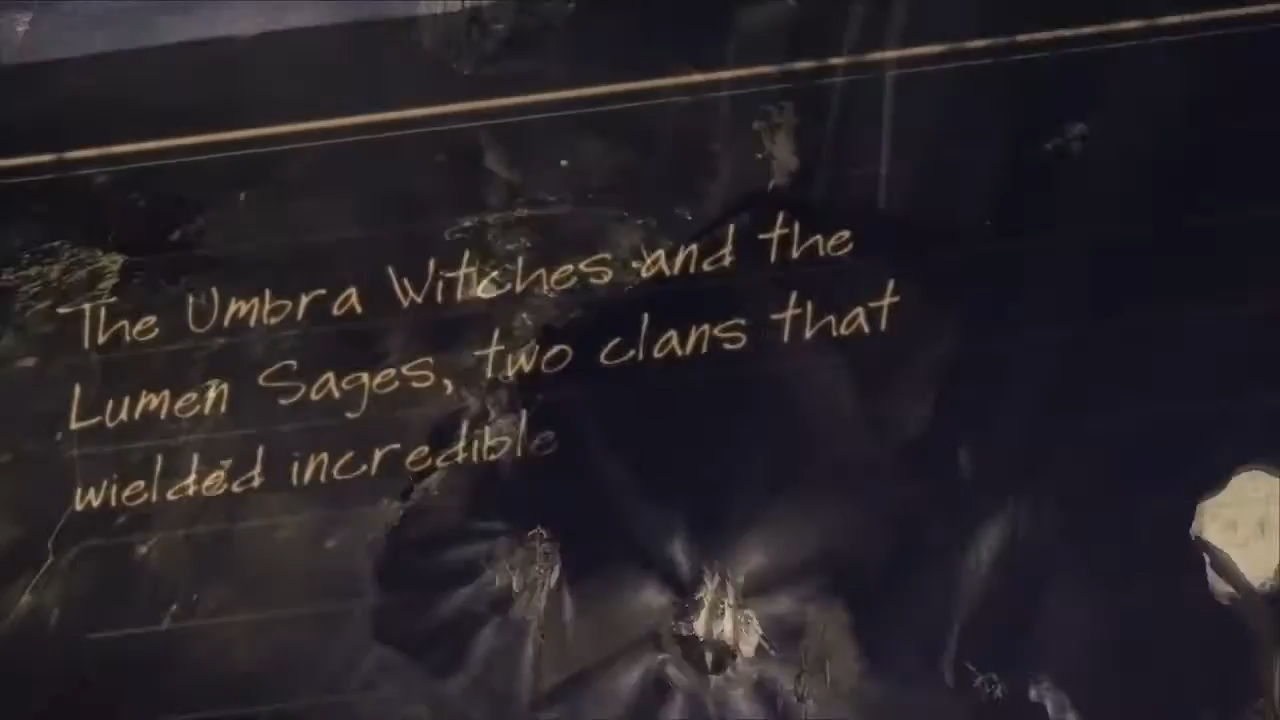 The Umbra Witches and the
Lumen Sages, two clans that
wielded incredible